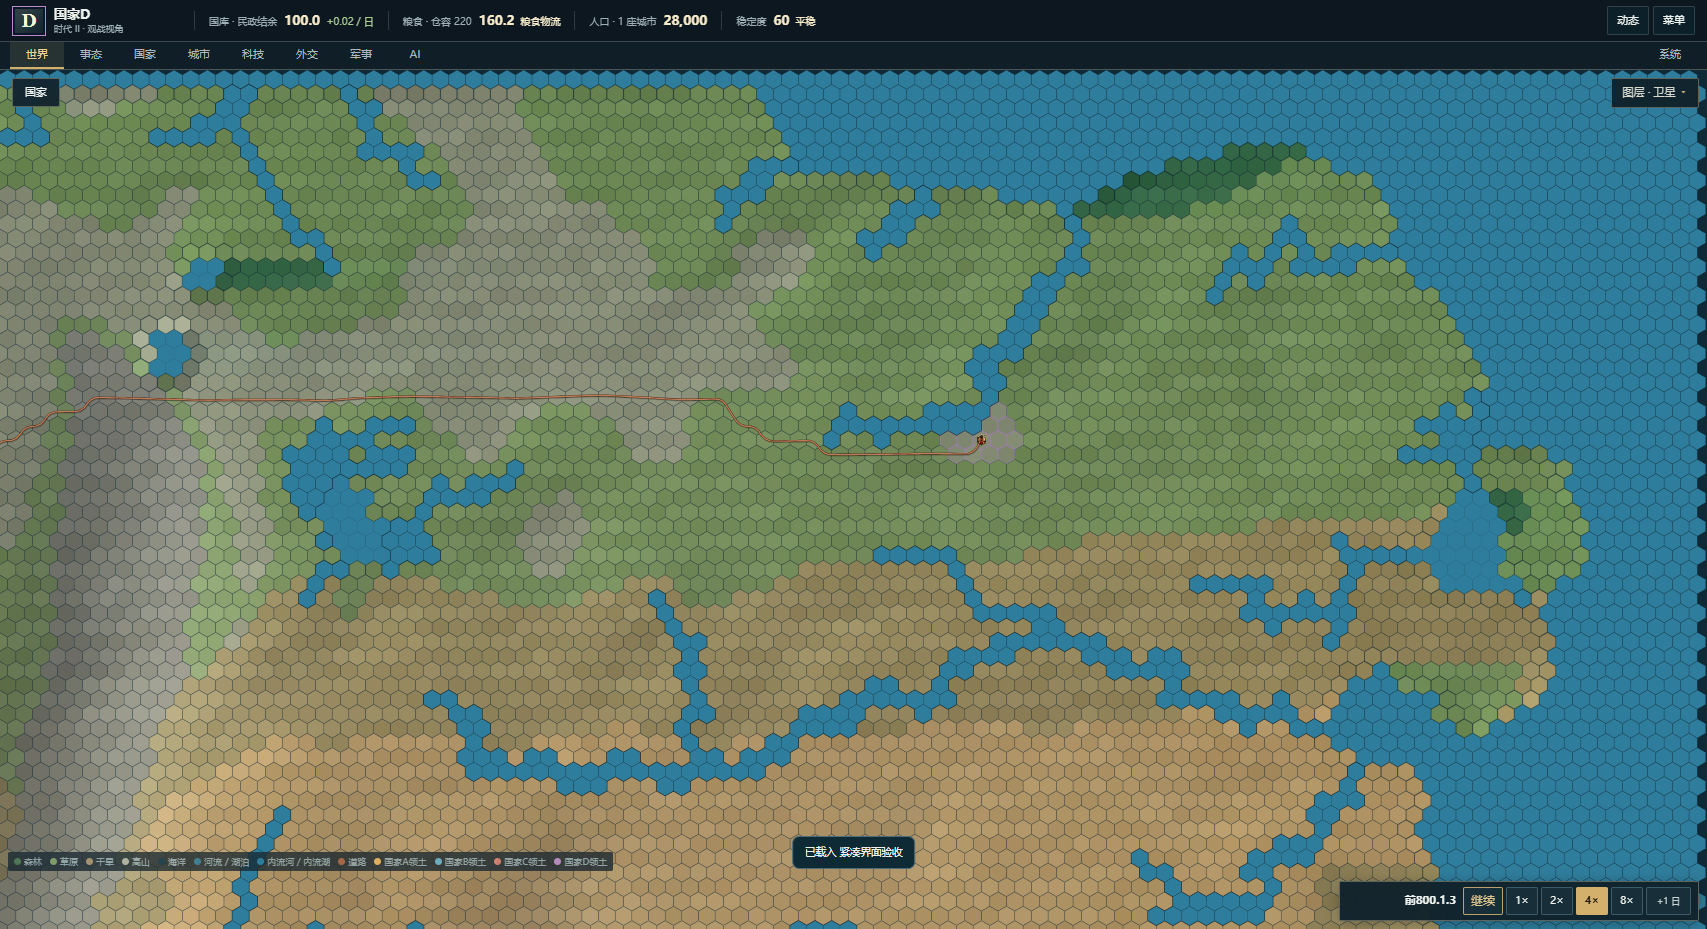 D
国家D
时代 II · 观战视角
国库 · 民政结余 100.0 +0.02 / 日
粮食 · 仓容 220 160.2 粮食物流
人口 · 1 座城市 28,000
稳定度 60 平稳
动态
菜单
世界 事态 国家 城市 科技 外交 军事 AI 系统
国家
图层 · 卫星
已载入 紧凑界面验收
森林 草原 干旱 高山 海洋 河流 / 湖泊 内流河 / 内流湖 道路 国家A领土 国家B领土 国家C领土 国家D领土
前800.1.3 继续 1× 2× 4× 8× +1 日